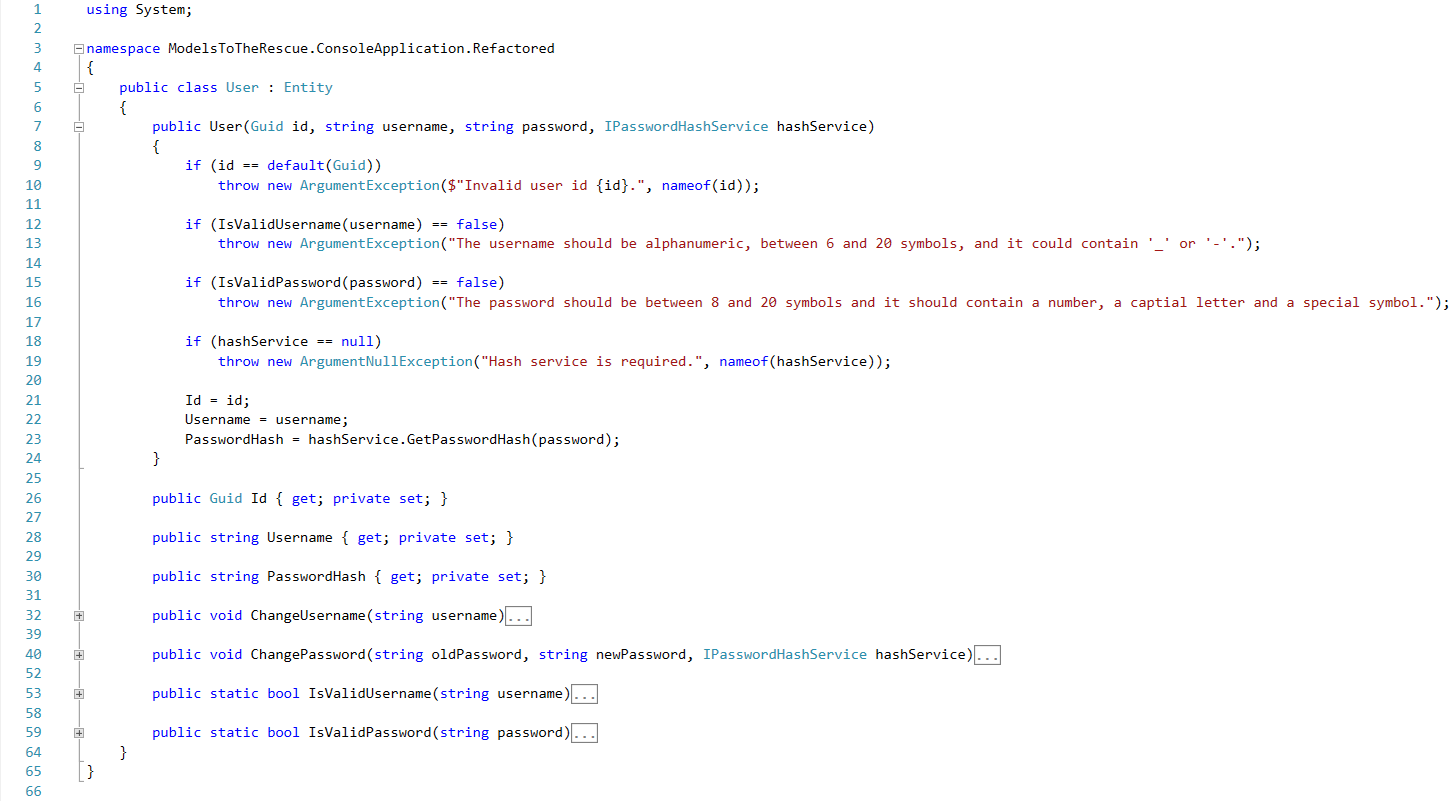 1 using System;
2
3 namespace ModelsToTheRescue.ConsoleApplication.Refactored
4 {
5 public class User : Entity
6 {
7 public User(Guid id, string username, string password, IPasswordHashService hashService)
8 {
9 if (id == default(Guid))
10 throw new ArgumentException($"Invalid user id {id}.", nameof(id));
11
12 if (IsValidUsername(username) == false)
13 throw new ArgumentException("The username should be alphanumeric, between 6 and 20 symbols, and it could contain '_' or '-'.");
14
15 if (IsValidPassword(password) == false)
16 throw new ArgumentException("The password should be between 8 and 20 symbols and it should contain a number, a captial letter and a special symbol.");
17
18 if (hashService == null)
19 throw new ArgumentNullException("Hash service is required.", nameof(hashService));
20
21 Id = id;
22 Username = username;
23 PasswordHash = hashService.GetPasswordHash(password);
24 }
25
26 public Guid Id { get; private set; }
27
28 public string Username { get; private set; }
29
30 public string PasswordHash { get; private set; }
31
32 public void ChangeUsername(string username)...
39
40 public void ChangePassword(string oldPassword, string newPassword, IPasswordHashService hashService)...
52
53 public static bool IsValidUsername(string username)...
58
59 public static bool IsValidPassword(string password)...
64 }
65 }
66